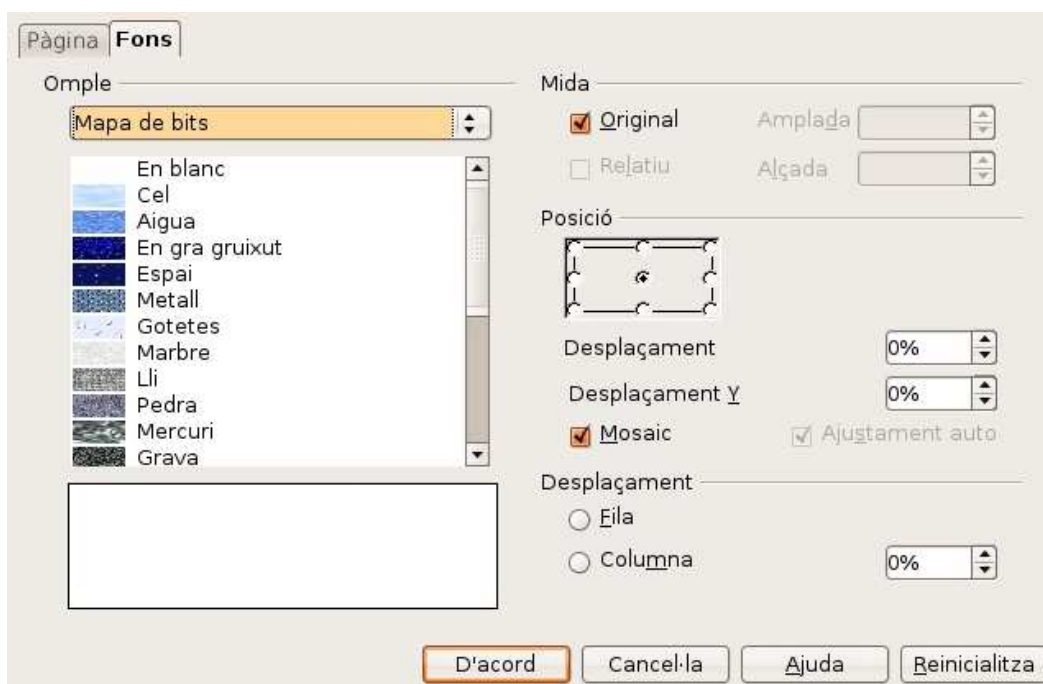 Pàgina Fons
Omple
Mapa de bits
En blanc
Cel
Aigua
En gra gruixut
Espai
Metall
Gotetes
Marbre
Lli
Pedra
Mercuri
Grava
Mida
Original Amplada
Relatiu Alçada
Posició
Desplaçament 0%
Desplaçament Y 0%
Mosaic Ajustament auto
Desplaçament
Fila
Columna 0%
D'acord Cancel·la Ajuda Reinicialitza